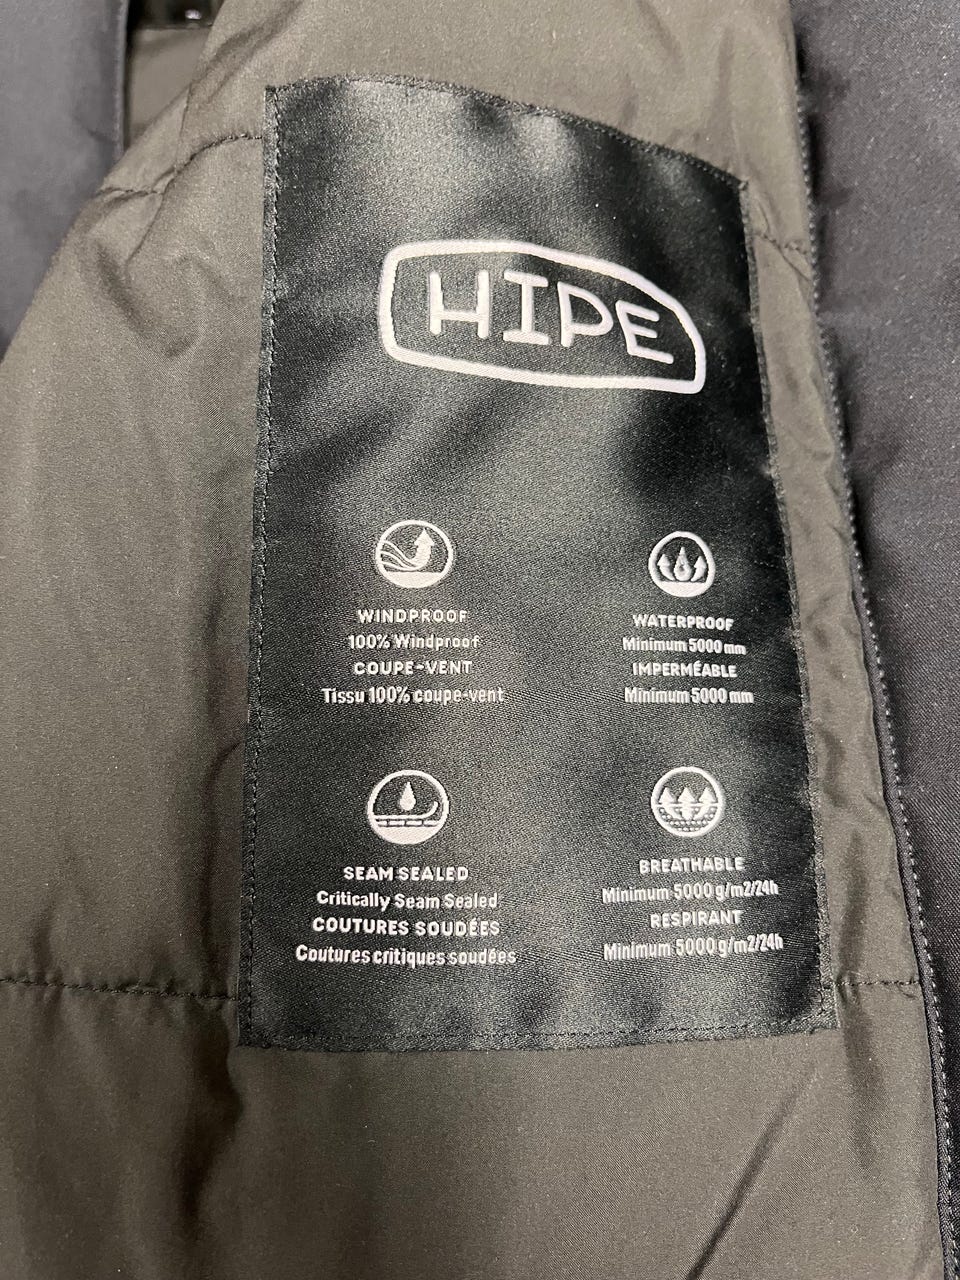 HIPE
WINDPROOF
100% Windproof
COUPE-VENT
Tissu 100% coupe-vent
WATERPROOF
Minimum 5000 mm
IMPERMÉABLE
Minimum 5000 mm
SEAM SEALED
Critically Seam Sealed
COUTURES SOUDÉES
Coutures critiques soudées
BREATHABLE
Minimum 5000 g/m2/24h
RESPIRANT
Minimum 5000 g/m2/24h